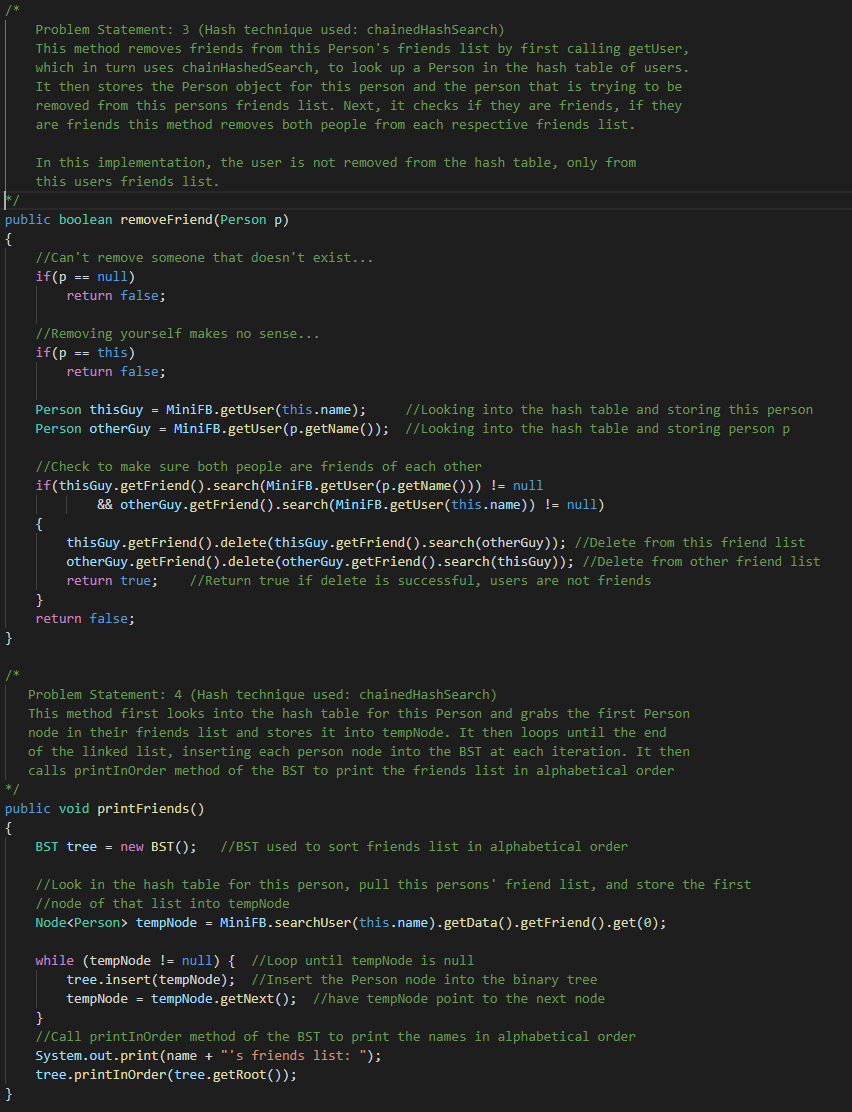 /*
    Problem Statement: 3 (Hash technique used: chainedHashSearch)
    This method removes friends from this Person's friends list by first calling getUser,
    which in turn uses chainHashedSearch, to look up a Person in the hash table of users.
    It then stores the Person object for this person and the person that is trying to be
    removed from this persons friends list. Next, it checks if they are friends, if they
    are friends this method removes both people from each respective friends list.

    In this implementation, the user is not removed from the hash table, only from
    this users friends list.
*/
public boolean removeFriend(Person p)
{
    //Can't remove someone that doesn't exist...
    if(p == null)
        return false;

    //Removing yourself makes no sense...
    if(p == this)
        return false;

    Person thisGuy = MiniFB.getUser(this.name);     //Looking into the hash table and storing this person
    Person otherGuy = MiniFB.getUser(p.getName());  //Looking into the hash table and storing person p

    //Check to make sure both people are friends of each other
    if(thisGuy.getFriend().search(MiniFB.getUser(p.getName())) != null
            && otherGuy.getFriend().search(MiniFB.getUser(this.name)) != null)
    {
        thisGuy.getFriend().delete(thisGuy.getFriend().search(otherGuy)); //Delete from this friend list
        otherGuy.getFriend().delete(otherGuy.getFriend().search(thisGuy)); //Delete from other friend list
        return true;    //Return true if delete is successful, users are not friends
    }
    return false;
}

/*
   Problem Statement: 4 (Hash technique used: chainedHashSearch)
   This method first looks into the hash table for this Person and grabs the first Person
   node in their friends list and stores it into tempNode. It then loops until the end
   of the linked list, inserting each person node into the BST at each iteration. It then
   calls printInOrder method of the BST to print the friends list in alphabetical order
*/
public void printFriends()
{
    BST tree = new BST();   //BST used to sort friends list in alphabetical order

    //Look in the hash table for this person, pull this persons' friend list, and store the first
    //node of that list into tempNode
    Node<Person> tempNode = MiniFB.searchUser(this.name).getData().getFriend().get(0);

    while (tempNode != null) {  //Loop until tempNode is null
        tree.insert(tempNode);  //Insert the Person node into the binary tree
        tempNode = tempNode.getNext();  //have tempNode point to the next node
    }
    //Call printInOrder method of the BST to print the names in alphabetical order
    System.out.print(name + "'s friends list: ");
    tree.printInOrder(tree.getRoot());
}